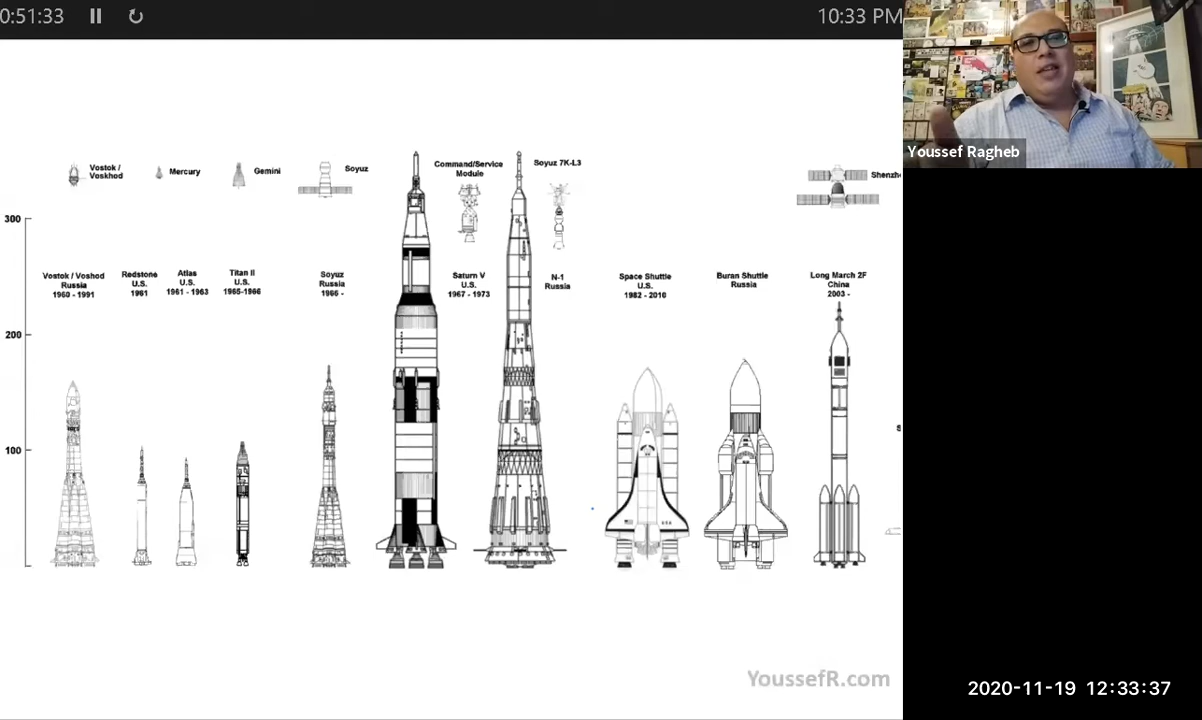 0:51:33
10:33 PM
Youssef Ragheb
Vostok /
Voskhod
Mercury
Gemini
Soyuz
Command/Service
Module
Soyuz 7K-L3
Shenzh
300
200
100
Vostok / Voshod
Russia
1960 - 1991
Redstone
U.S.
1961
Atlas
U.S.
1961 - 1963
Titan II
U.S.
1965-1966
Soyuz
Russia
1966 -
Saturn V
U.S.
1967 - 1973
N-1
Russia
Space Shuttle
U.S.
1982 - 2010
Buran Shuttle
Russia
Long March 2F
China
2003 -
USA
YoussefR.com
2020-11-19 12:33:37